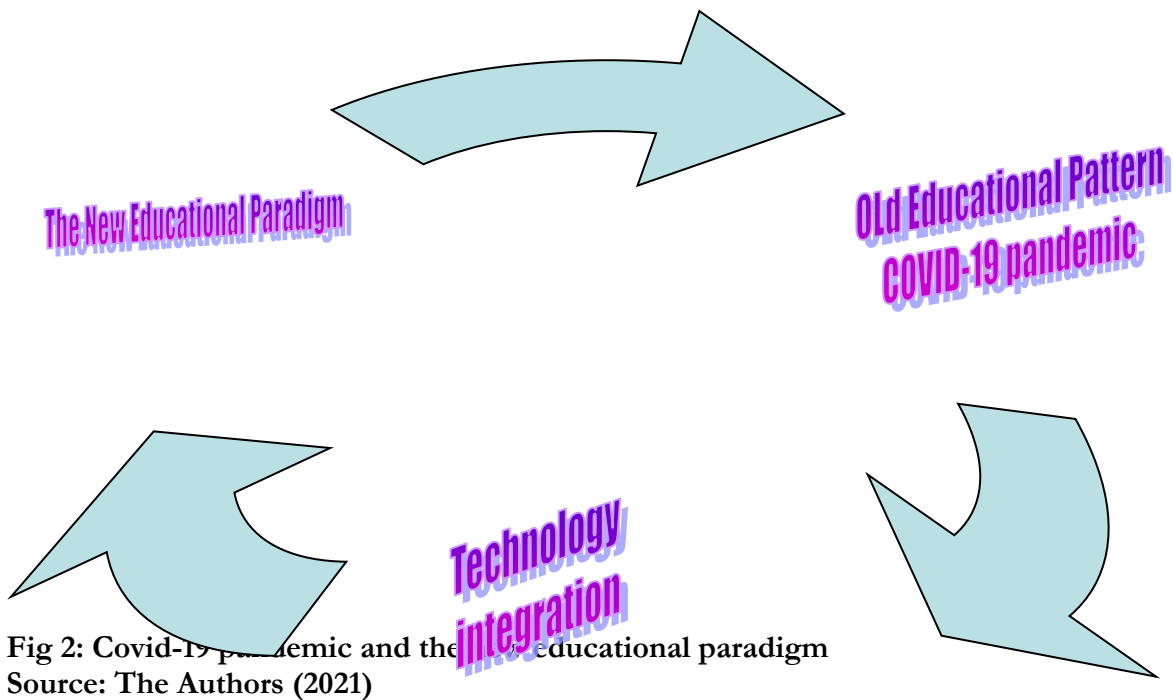 The New Educational Paradigm
OLd Educational Pattern
COVID-19 pandemic
Technology
integration
Fig 2: Covid-19 pandemic and the educational paradigm
Source: The Authors (2021)